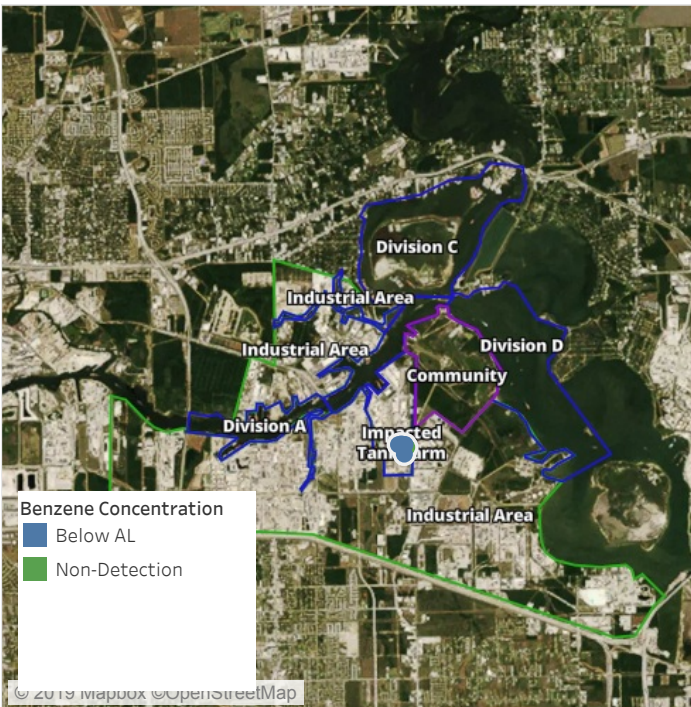 Division C
Industrial Area
Industrial Area
Division D
Community
Division A
Impacted
Tank Farm
Industrial Area
Benzene Concentration
Below AL
Non-Detection
© 2019 Mapbox ©OpenStreetMap